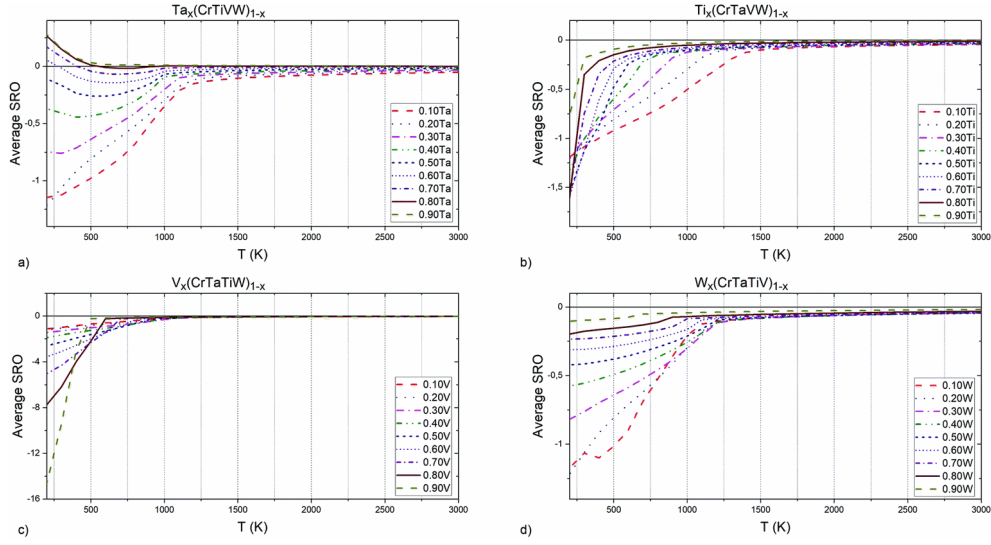 Ta_x(CrTiVW)_{1-x}
Average SRO
0
-0,5
-1
500
1000
1500
2000
2500
3000
T (K)
0.10Ta
0.20Ta
0.30Ta
0.40Ta
0.50Ta
0.60Ta
0.70Ta
0.80Ta
0.90Ta
a)
Ti_x(CrTaVW)_{1-x}
Average SRO
0
-0,5
-1
-1,5
500
1000
1500
2000
2500
3000
T (K)
0.10Ti
0.20Ti
0.30Ti
0.40Ti
0.50Ti
0.60Ti
0.70Ti
0.80Ti
0.90Ti
b)
V_x(CrTaTiW)_{1-x}
Average SRO
0
-4
-8
-12
-16
500
1000
1500
2000
2500
3000
T (K)
0.10V
0.20V
0.30V
0.40V
0.50V
0.60V
0.70V
0.80V
0.90V
c)
W_x(CrTaTiV)_{1-x}
Average SRO
0
-0,5
-1
500
1000
1500
2000
2500
3000
T (K)
0.10W
0.20W
0.30W
0.40W
0.50W
0.60W
0.70W
0.80W
0.90W
d)